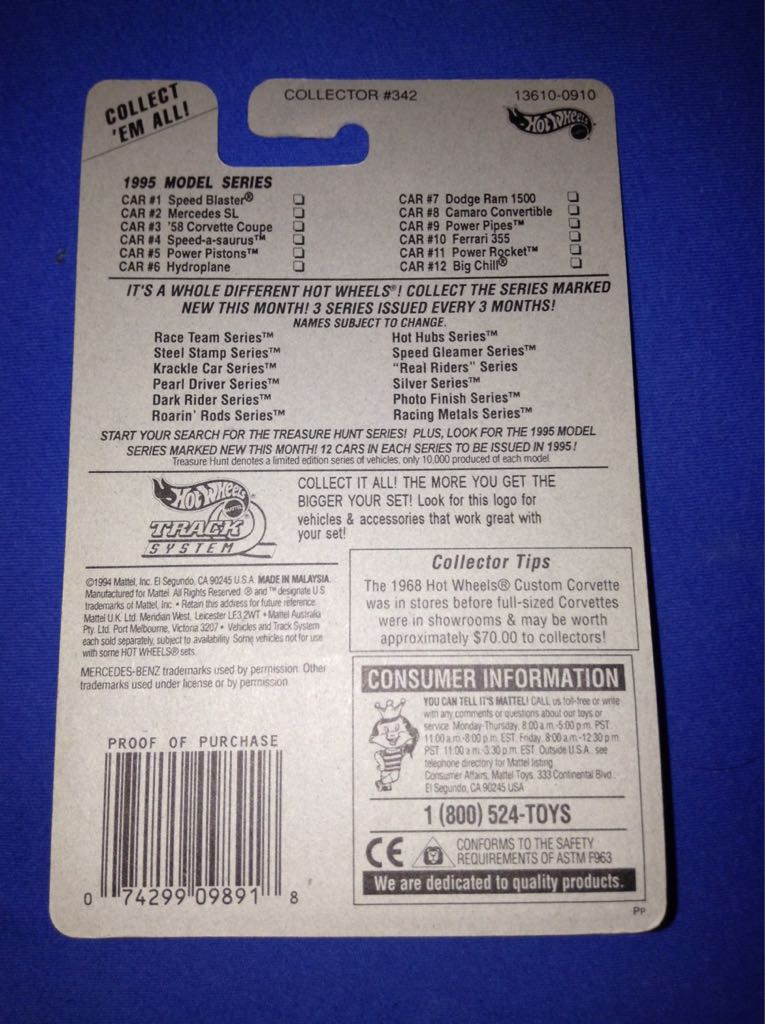 COLLECT
'EM ALL!
COLLECTOR #342
13610-0910
HOT WHEELS
1995 MODEL SERIES
CAR #1 Speed Blaster®
CAR #2 Mercedes SL
CAR #3 '58 Corvette Coupe
CAR #4 Speed-a-saurus™
CAR #5 Power Pistons™
CAR #6 Hydroplane
CAR #7 Dodge Ram 1500
CAR #8 Camaro Convertible
CAR #9 Power Pipes™
CAR #10 Ferrari 355
CAR #11 Power Rocket™
CAR #12 Big Chill®
IT'S A WHOLE DIFFERENT HOT WHEELS®! COLLECT THE SERIES MARKED
NEW THIS MONTH! 3 SERIES ISSUED EVERY 3 MONTHS!
NAMES SUBJECT TO CHANGE.
Race Team Series™
Steel Stamp Series™
Krackle Car Series™
Pearl Driver Series™
Dark Rider Series™
Roarin' Rods Series™
Hot Hubs Series™
Speed Gleamer Series™
"Real Riders" Series
Silver Series™
Photo Finish Series™
Racing Metals Series™
START YOUR SEARCH FOR THE TREASURE HUNT SERIES! PLUS, LOOK FOR THE 1995 MODEL
SERIES MARKED NEW THIS MONTH! 12 CARS IN EACH SERIES TO BE ISSUED IN 1995!
Treasure Hunt denotes a limited edition series of vehicles, only 10,000 produced of each model.
HOT WHEELS
MATTEL
TRACK
SYSTEM
COLLECT IT ALL! THE MORE YOU GET THE
BIGGER YOUR SET! Look for this logo for
vehicles & accessories that work great with
your set!
©1994 Mattel, Inc. El Segundo, CA 90245 U.S.A. MADE IN MALAYSIA.
Manufactured for Mattel. All Rights Reserved. ® and ™ designate U.S.
trademarks of Mattel, Inc. • Retain this address for future reference:
Mattel U.K. Ltd. Meridian West, Leicester LE3 2WT • Mattel Australia
Pty. Ltd. Port Melbourne, Victoria 3207 • Vehicles and Track System
each sold separately, subject to availability. Some vehicles not for use
with some HOT WHEELS® sets.
MERCEDES-BENZ trademarks used by permission. Other
trademarks used under license or by permission.
Collector Tips
The 1968 Hot Wheels® Custom Corvette
was in stores before full-sized Corvettes
were in showrooms & may be worth
approximately $70.00 to collectors!
CONSUMER INFORMATION
YOU CAN TELL IT'S MATTEL! CALL us toll-free or write
with any comments or questions about our toys or
service. Monday-Thursday, 8:00 a.m.-5:00 p.m. PST.
11:00 a.m.-8:00 p.m. EST. Friday, 8:00 a.m.-12:30 p.m.
PST. 11:00 a.m.-3:30 p.m. EST. Outside U.S.A. see
telephone directory for Mattel listing.
Consumer Affairs, Mattel Toys, 333 Continental Blvd.,
El Segundo, CA 90245 USA
1 (800) 524-TOYS
CE
CONFORMS TO THE SAFETY
REQUIREMENTS OF ASTM F963
We are dedicated to quality products.
PROOF OF PURCHASE
0 74299 09891 8
PP